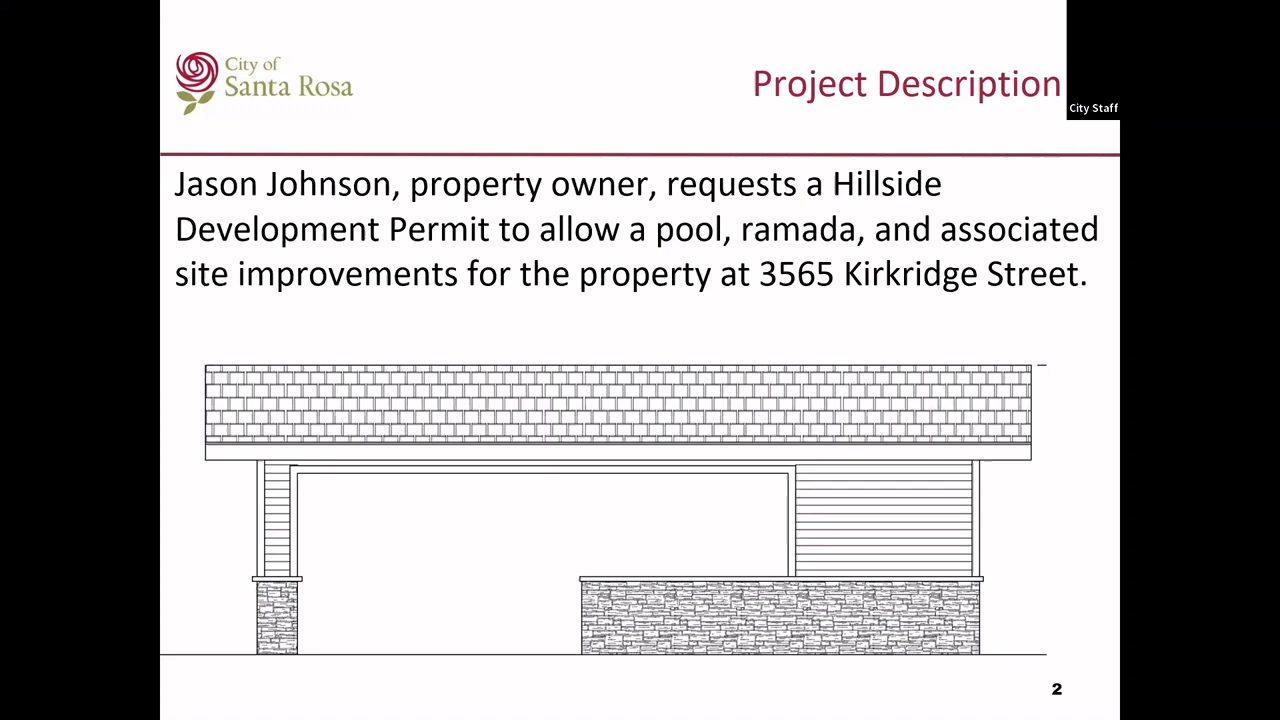 City of
Santa Rosa
Project Description
City Staff
Jason Johnson, property owner, requests a Hillside
Development Permit to allow a pool, ramada, and associated
site improvements for the property at 3565 Kirkridge Street.
2